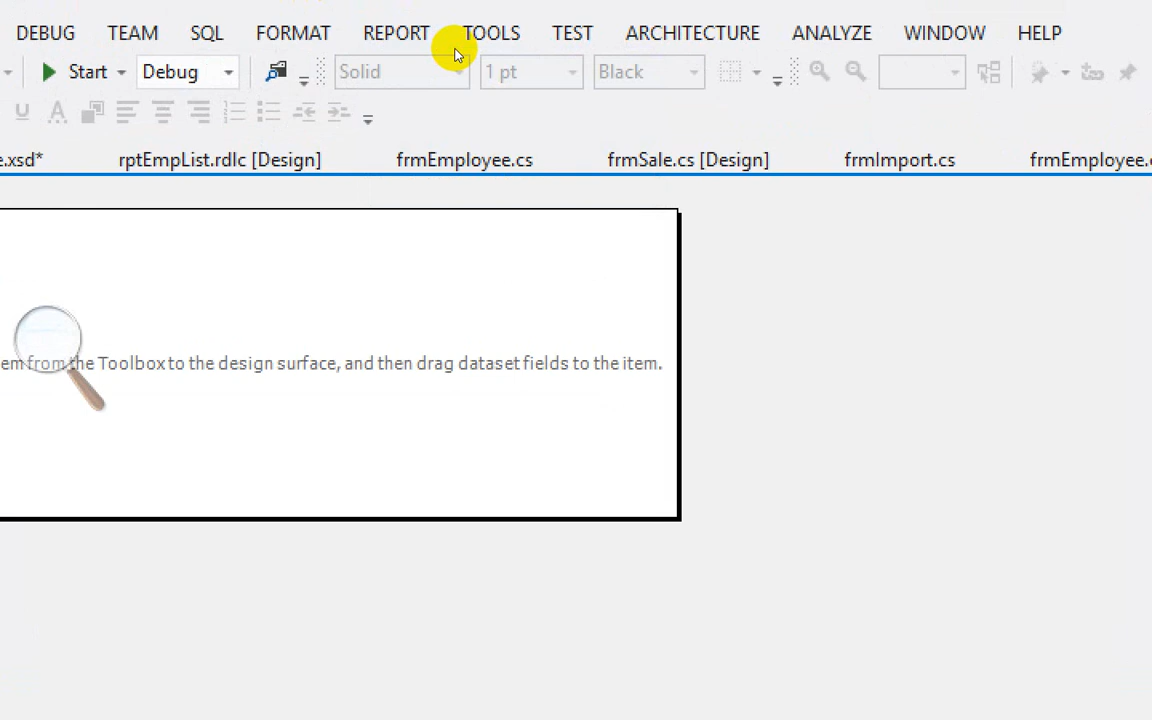 DEBUG TEAM SQL FORMAT REPORT TOOLS TEST ARCHITECTURE ANALYZE WINDOW HELP
Start Debug Solid 1 pt Black
U A
e.xsd* rptEmpList.rdlc [Design] frmEmployee.cs frmSale.cs [Design] frmImport.cs frmEmployee.c
em from the Toolbox to the design surface, and then drag dataset fields to the item.